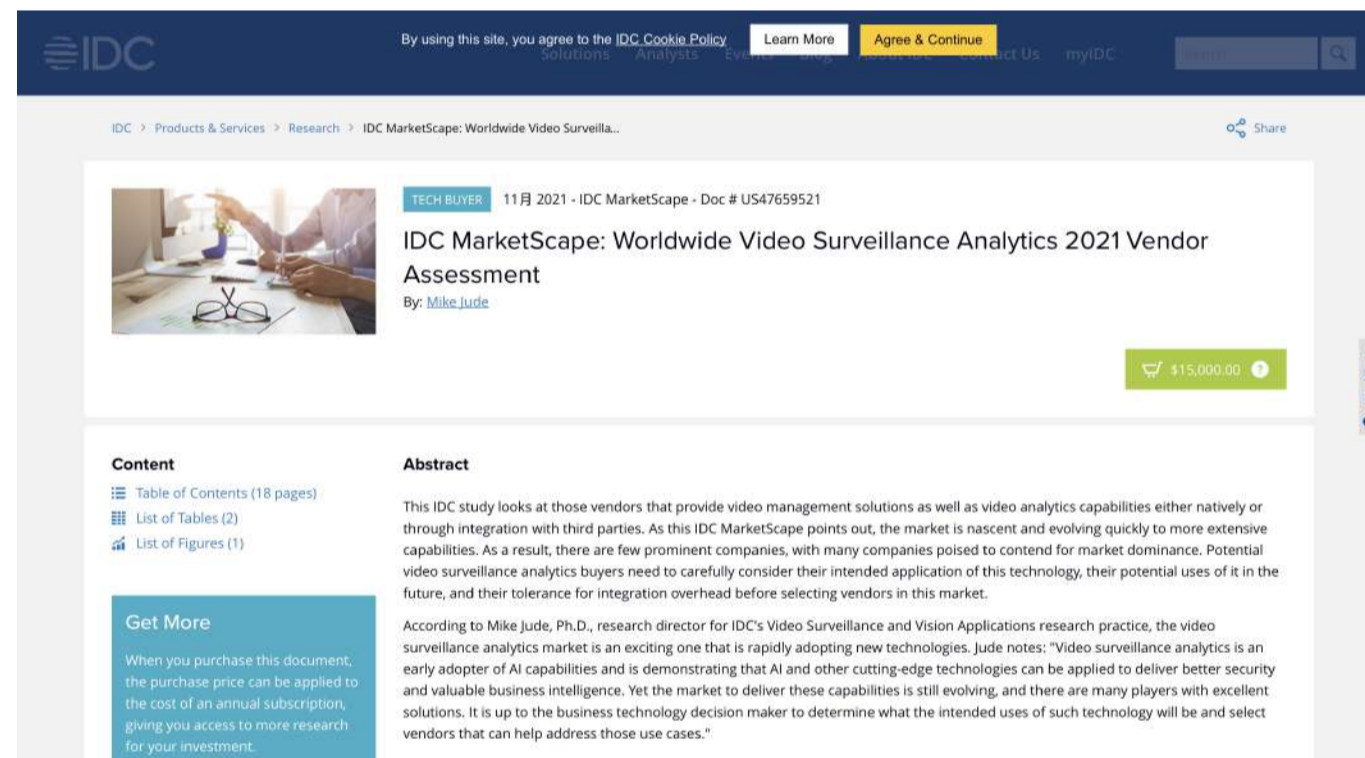 IDC
By using this site, you agree to the IDC Cookie Policy
Learn More
Agree & Continue
Solutions Analysts Events Blog About IDC Contact Us myIDC
IDC > Products & Services > Research > IDC MarketScape: Worldwide Video Surveilla...
Share
TECH BUYER 11月 2021 - IDC MarketScape - Doc # US47659521
IDC MarketScape: Worldwide Video Surveillance Analytics 2021 Vendor
Assessment
By: Mike Jude
$15,000.00 ?
Content
Table of Contents (18 pages)
List of Tables (2)
List of Figures (1)
Get More
When you purchase this document,
the purchase price can be applied to
the cost of an annual subscription,
giving you access to more research
for your investment.
Abstract
This IDC study looks at those vendors that provide video management solutions as well as video analytics capabilities either natively or
through integration with third parties. As this IDC MarketScape points out, the market is nascent and evolving quickly to more extensive
capabilities. As a result, there are few prominent companies, with many companies poised to contend for market dominance. Potential
video surveillance analytics buyers need to carefully consider their intended application of this technology, their potential uses of it in the
future, and their tolerance for integration overhead before selecting vendors in this market.
According to Mike Jude, Ph.D., research director for IDC's Video Surveillance and Vision Applications research practice, the video
surveillance analytics market is an exciting one that is rapidly adopting new technologies. Jude notes: "Video surveillance analytics is an
early adopter of AI capabilities and is demonstrating that AI and other cutting-edge technologies can be applied to deliver better security
and valuable business intelligence. Yet the market to deliver these capabilities is still evolving, and there are many players with excellent
solutions. It is up to the business technology decision maker to determine what the intended uses of such technology will be and select
vendors that can help address those use cases."